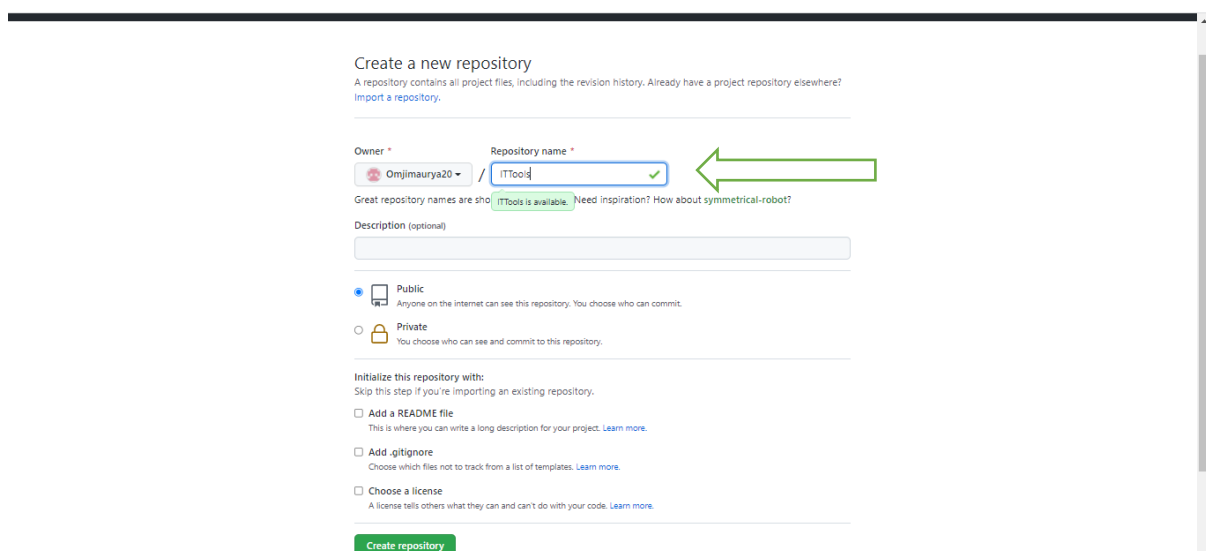 Create a new repository
A repository contains all project files, including the revision history. Already have a project repository elsewhere?
Import a repository.
Owner * Repository name *
Omjimaurya20 / ITTools
Great repository names are sho Need inspiration? How about symmetrical-robot?
ITTools is available.
Description (optional)
Public
Anyone on the internet can see this repository. You choose who can commit.
Private
You choose who can see and commit to this repository.
Initialize this repository with:
Skip this step if you're importing an existing repository.
Add a README file
This is where you can write a long description for your project. Learn more.
Add .gitignore
Choose which files not to track from a list of templates. Learn more.
Choose a license
A license tells others what they can and can't do with your code. Learn more.
Create repository